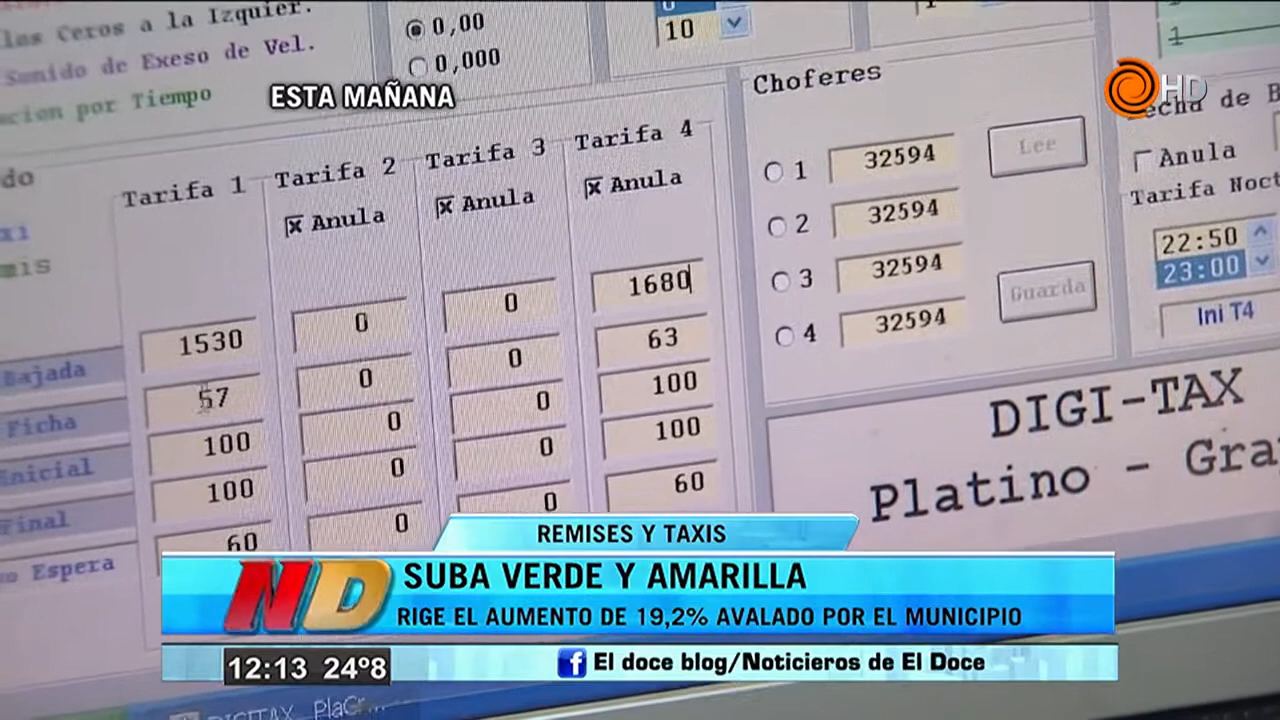 las Ceros a la Izquier.
Sonido de Exeso de Vel.
cion por Tiempo
0,00
0,000
10
ESTA MAÑANA
HD
Tarifa 1
Tarifa 2
Tarifa 3
Tarifa 4
Anula
Anula
Anula
Bajada
1530
0
0
1680
Ficha
57
0
0
63
Inicial
100
0
0
100
Final
100
0
0
100
Espera
60
0
0
60
Choferes
1 32594
2 32594
3 32594
4 32594
Lee
Guarda
Fecha de B
Anula
Tarifa Noct
22:50
23:00
Ini T4
DIGI-TAX
Platino - Gra
REMISES Y TAXIS
ND
SUBA VERDE Y AMARILLA
RIGE EL AUMENTO DE 19,2% AVALADO POR EL MUNICIPIO
12:13 24°8
f El doce blog/Noticieros de El Doce
DIGITAX